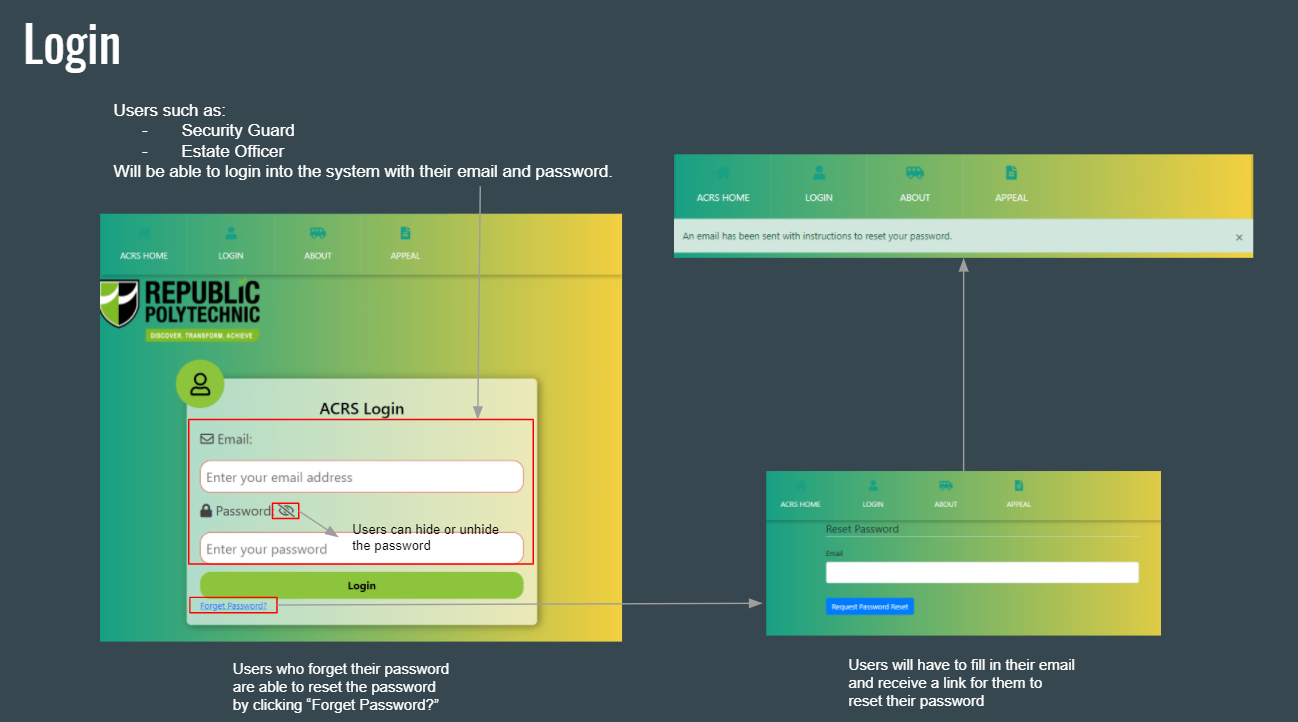 Login
Users such as:
- Security Guard
- Estate Officer
Will be able to login into the system with their email and password.
ACRS HOME LOGIN ABOUT APPEAL
REPUBLIC
POLYTECHNIC
DISCOVER. TRANSFORM. ACHIEVE
ACRS Login
Email:
Enter your email address
Password
Users can hide or unhide
the password
Enter your password
Login
Forget Password?
Users who forget their password
are able to reset the password
by clicking “Forget Password?”
ACRS HOME LOGIN ABOUT APPEAL
An email has been sent with instructions to reset your password. ×
ACRS HOME LOGIN ABOUT APPEAL
Reset Password
Email
Request Password Reset
Users will have to fill in their email
and receive a link for them to
reset their password